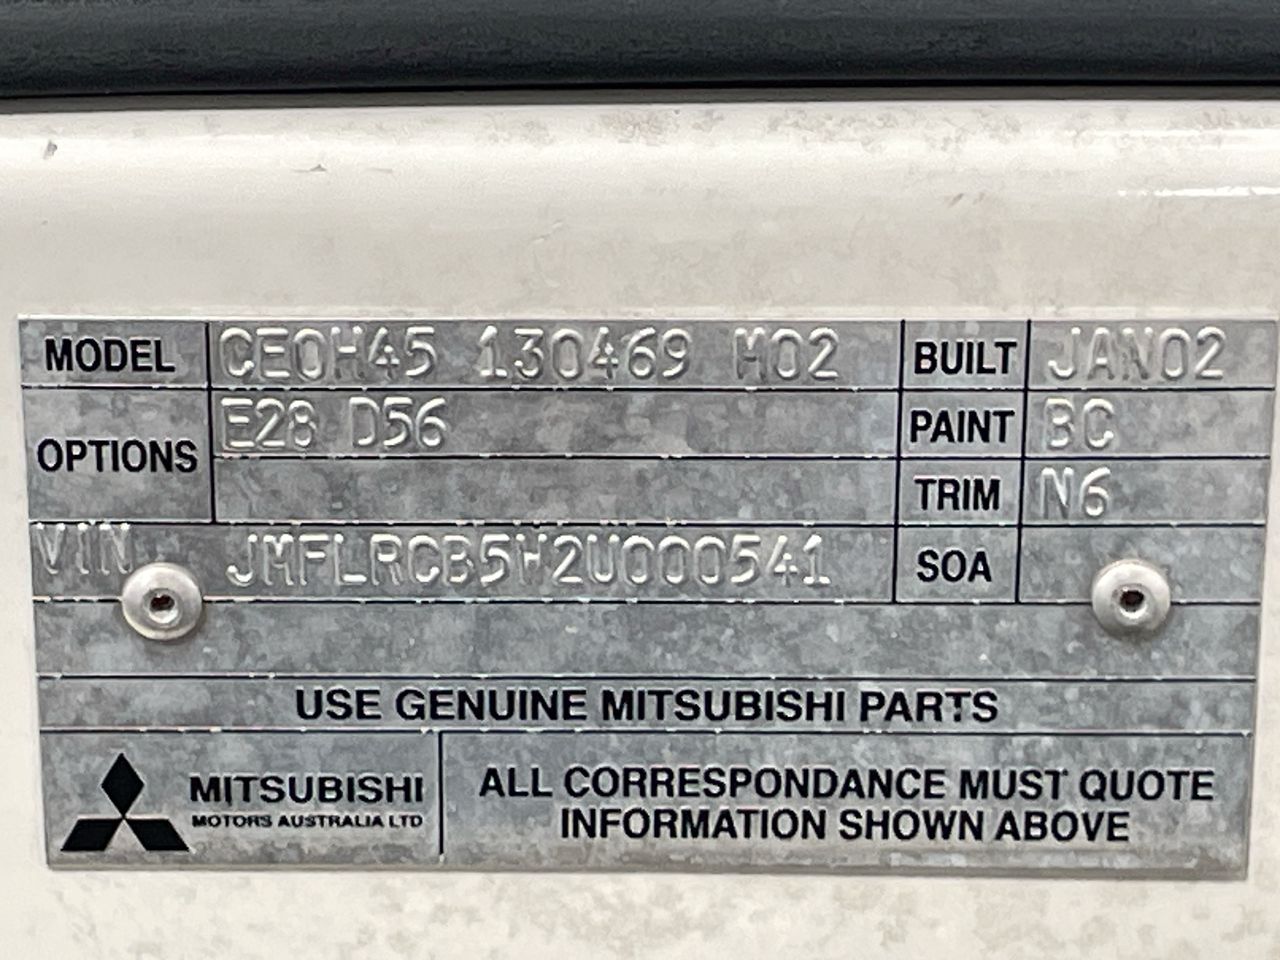 MODEL CE0H45 130469 M02 BUILT JAN02
OPTIONS E28 D56 PAINT BC
TRIM N6
VIN JMFLRCB5H2U000541 SOA
USE GENUINE MITSUBISHI PARTS
MITSUBISHI
MOTORS AUSTRALIA LTD
ALL CORRESPONDANCE MUST QUOTE
INFORMATION SHOWN ABOVE